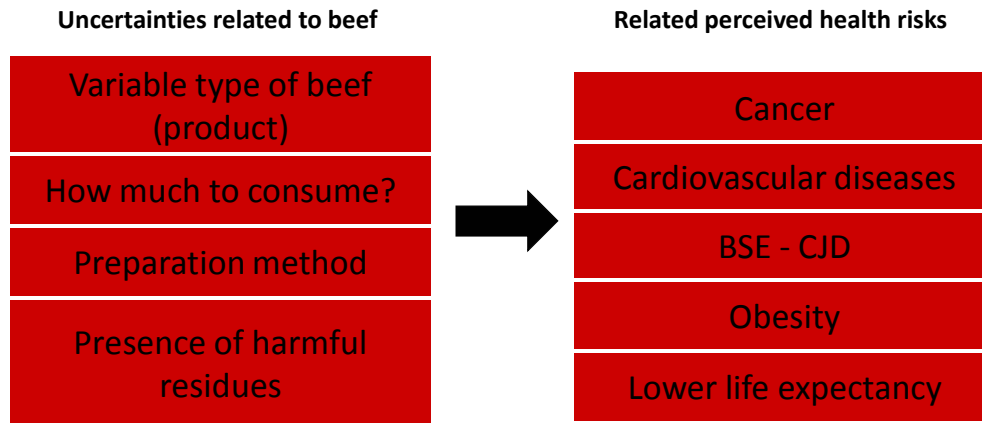 Uncertainties related to beef
Variable type of beef
(product)
How much to consume?
Preparation method
Presence of harmful
residues
Related perceived health risks
Cancer
Cardiovascular diseases
BSE - CJD
Obesity
Lower life expectancy